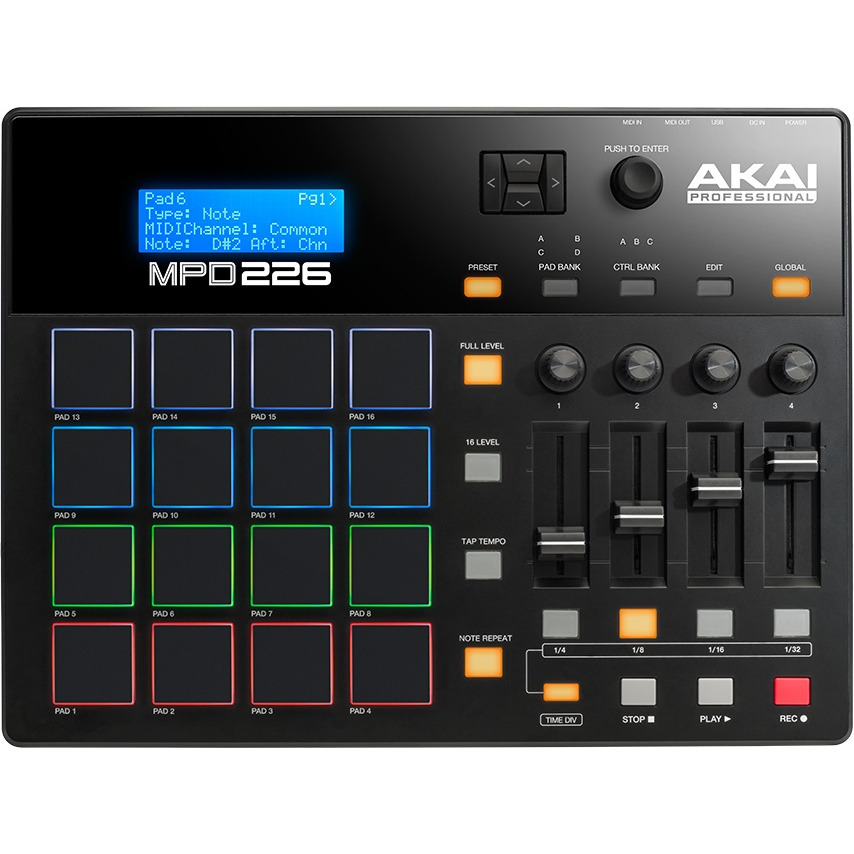 MIDI IN MIDI OUT USB DC IN POWER
PUSH TO ENTER
AKAI
PROFESSIONAL
Pad6 Pg1>
Type: Note
MIDIChannel: Common
Note: D#2 Aft: Chn
MPD226
A B
C D
A B C
PRESET PAD BANK CTRL BANK EDIT GLOBAL
FULL LEVEL
1 2 3 4
PAD 13 PAD 14 PAD 15 PAD 16
16 LEVEL
PAD 9 PAD 10 PAD 11 PAD 12
TAP TEMPO
PAD 5 PAD 6 PAD 7 PAD 8
NOTE REPEAT
1/4 1/8 1/16 1/32
PAD 1 PAD 2 PAD 3 PAD 4
TIME DIV STOP ■ PLAY ► REC ●